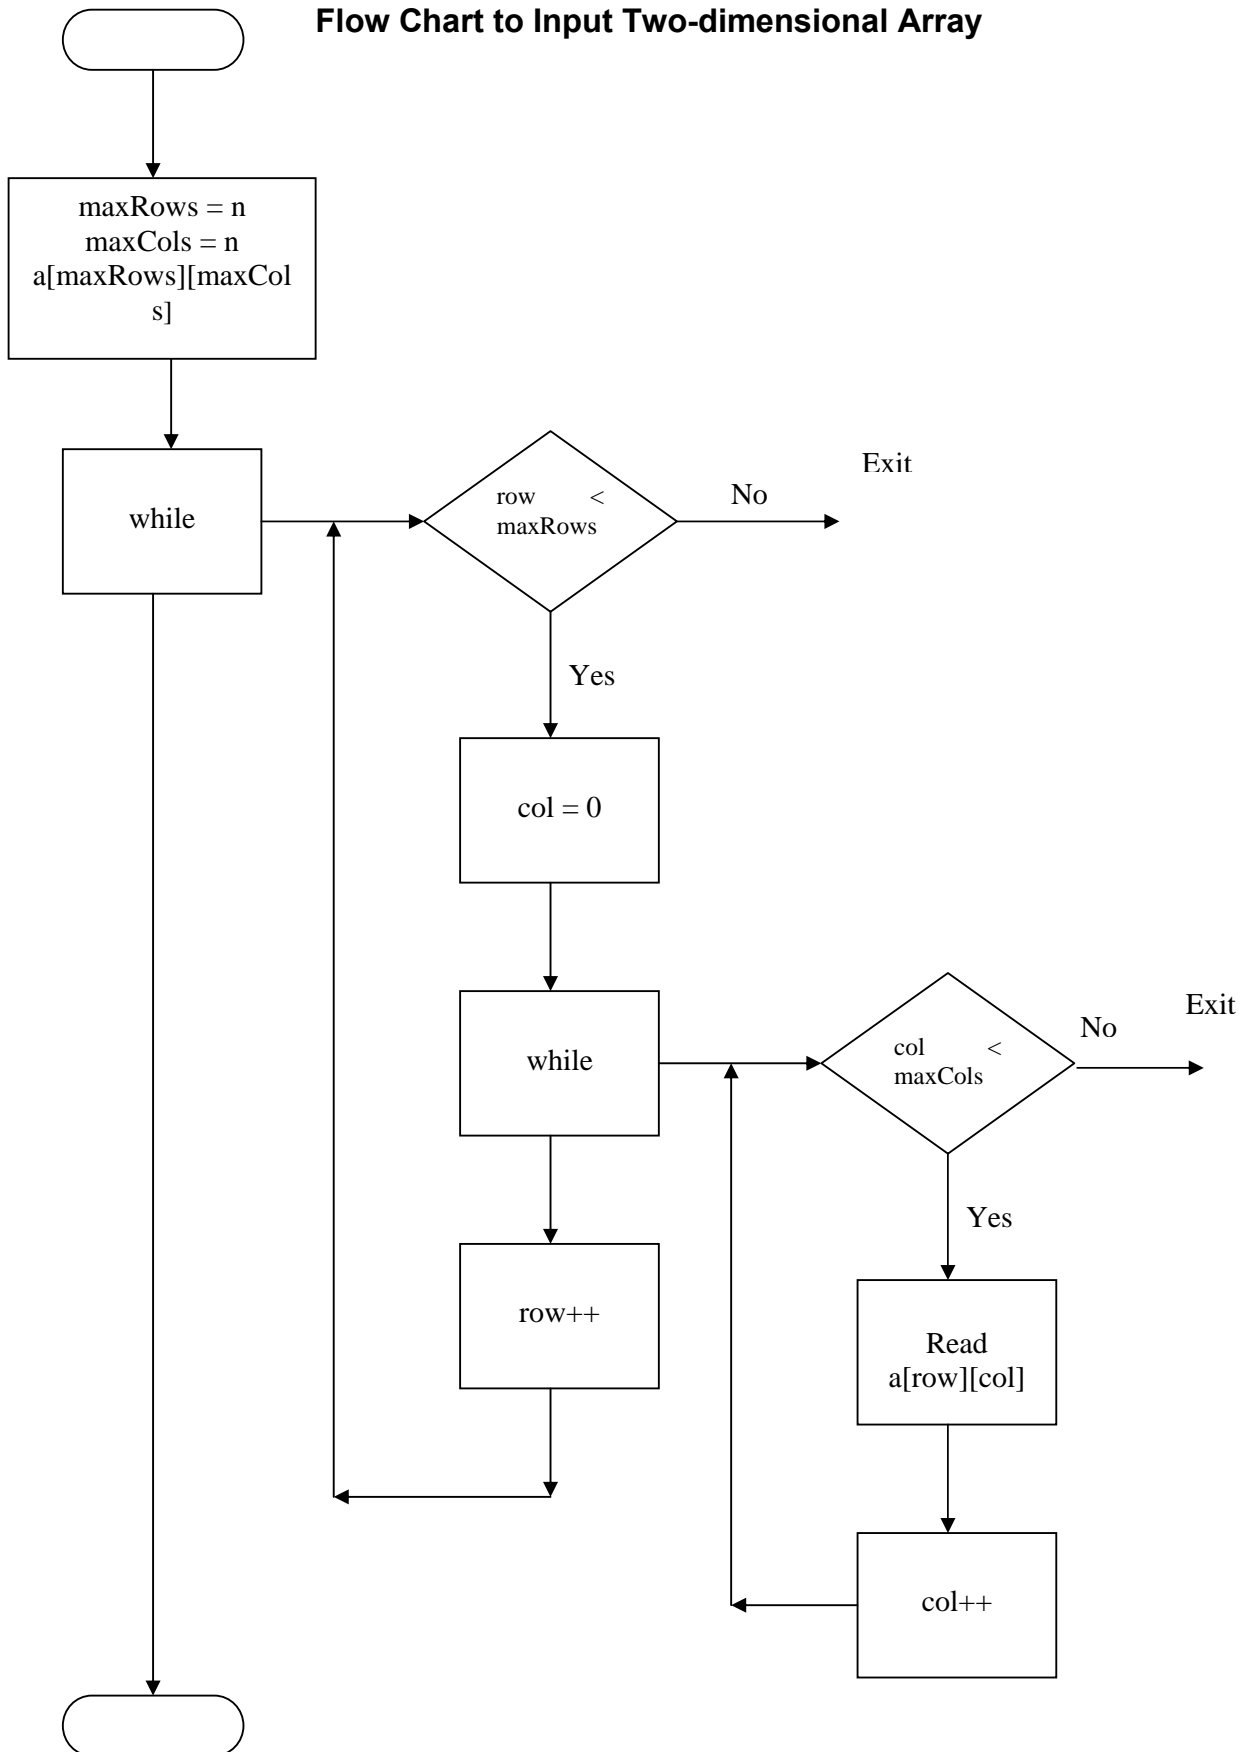 Flow Chart to Input Two-dimensional Array
maxRows = n
maxCols = n
a[maxRows][maxCol
s]
while
row <
maxRows
No
Exit
Yes
col = 0
while
col <
maxCols
No
Exit
Yes
row++
Read
a[row][col]
col++